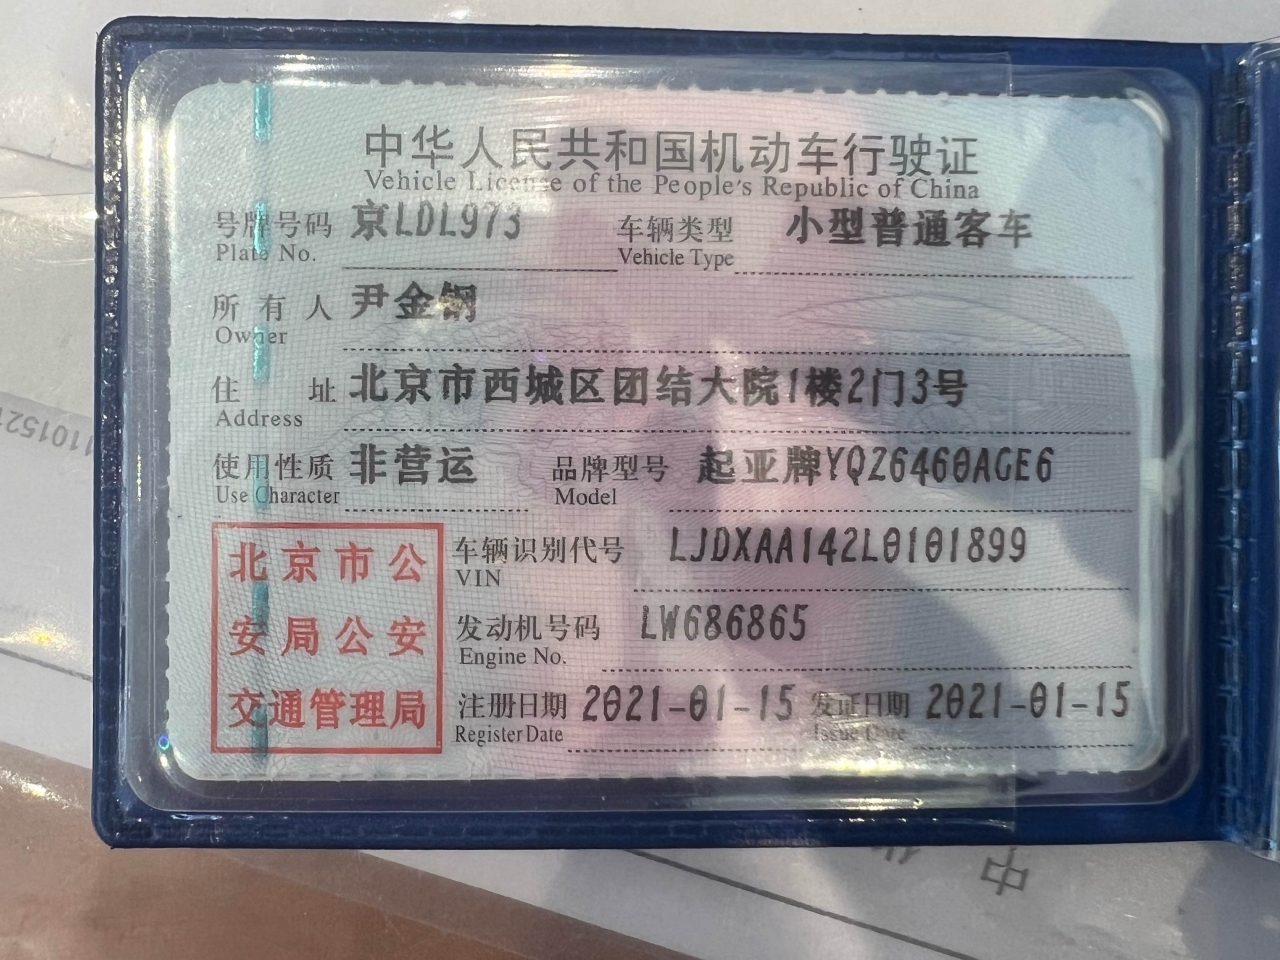 中华人民共和国机动车行驶证
Vehicle License of the People's Republic of China
号牌号码 京LDL973 车辆类型 小型普通客车
Plate No. Vehicle Type
所有人 尹金钢
Owner
住址 北京市西城区团结大院1楼2门3号
Address
使用性质 非营运 品牌型号 起亚牌YQZ6460AGE6
Use Character Model
北京市公
安局公安
交通管理局
车辆识别代号 LJDXAA142L0101899
VIN
发动机号码 LW686865
Engine No.
注册日期 2021-01-15 发证日期 2021-01-15
Register Date Issue Date
中